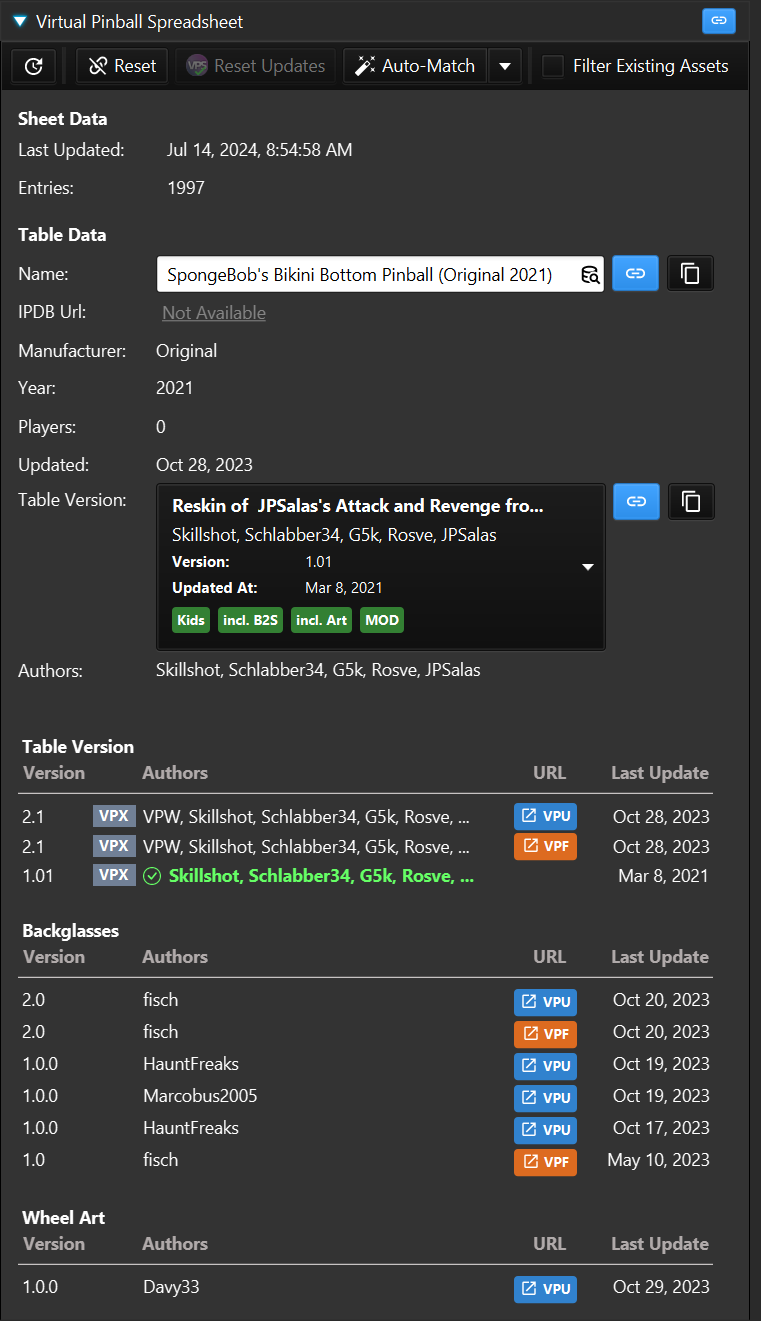 Virtual Pinball Spreadsheet
Reset VPS Reset Updates Auto-Match Filter Existing Assets
Sheet Data
Last Updated: Jul 14, 2024, 8:54:58 AM
Entries: 1997
Table Data
Name: SpongeBob's Bikini Bottom Pinball (Original 2021)
IPDB Url: Not Available
Manufacturer: Original
Year: 2021
Players: 0
Updated: Oct 28, 2023
Table Version: Reskin of JPSalas's Attack and Revenge fro...
Skillshot, Schlabber34, G5k, Rosve, JPSalas
Version: 1.01
Updated At: Mar 8, 2021
Kids incl. B2S incl. Art MOD
Authors: Skillshot, Schlabber34, G5k, Rosve, JPSalas
Table Version
Version Authors URL Last Update
2.1 VPX VPW, Skillshot, Schlabber34, G5k, Rosve, ... VPU Oct 28, 2023
2.1 VPX VPW, Skillshot, Schlabber34, G5k, Rosve, ... VPF Oct 28, 2023
1.01 VPX Skillshot, Schlabber34, G5k, Rosve, ... Mar 8, 2021
Backglasses
Version Authors URL Last Update
2.0 fisch VPU Oct 20, 2023
2.0 fisch VPF Oct 20, 2023
1.0.0 HauntFreaks VPU Oct 19, 2023
1.0.0 Marcobus2005 VPU Oct 19, 2023
1.0.0 HauntFreaks VPU Oct 17, 2023
1.0 fisch VPF May 10, 2023
Wheel Art
Version Authors URL Last Update
1.0.0 Davy33 VPU Oct 29, 2023